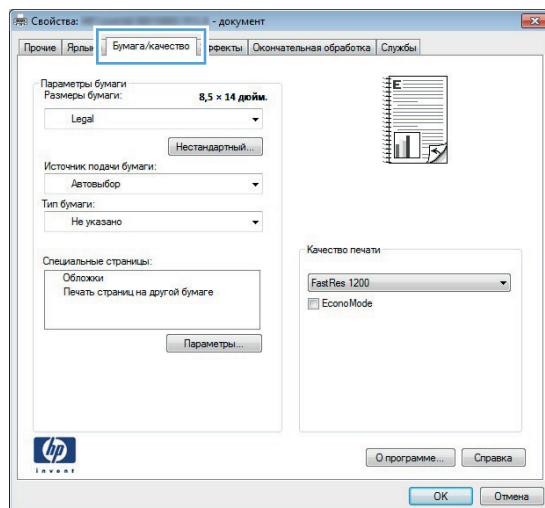 Свойства: - документ
Прочие Бумага/качество Окончательная обработка Службы
Параметры бумаги
Размеры бумаги: 8,5 × 14 дюйм.
Legal
Нестандартный...
Источник подачи бумаги:
Автовыбор
Тип бумаги:
Не указано
Специальные страницы:
Обложки
Печать страниц на другой бумаге
Параметры...
E
Качество печати
FastRes 1200
EconoMode
hp
invent
О программе... Справка
OK Отмена